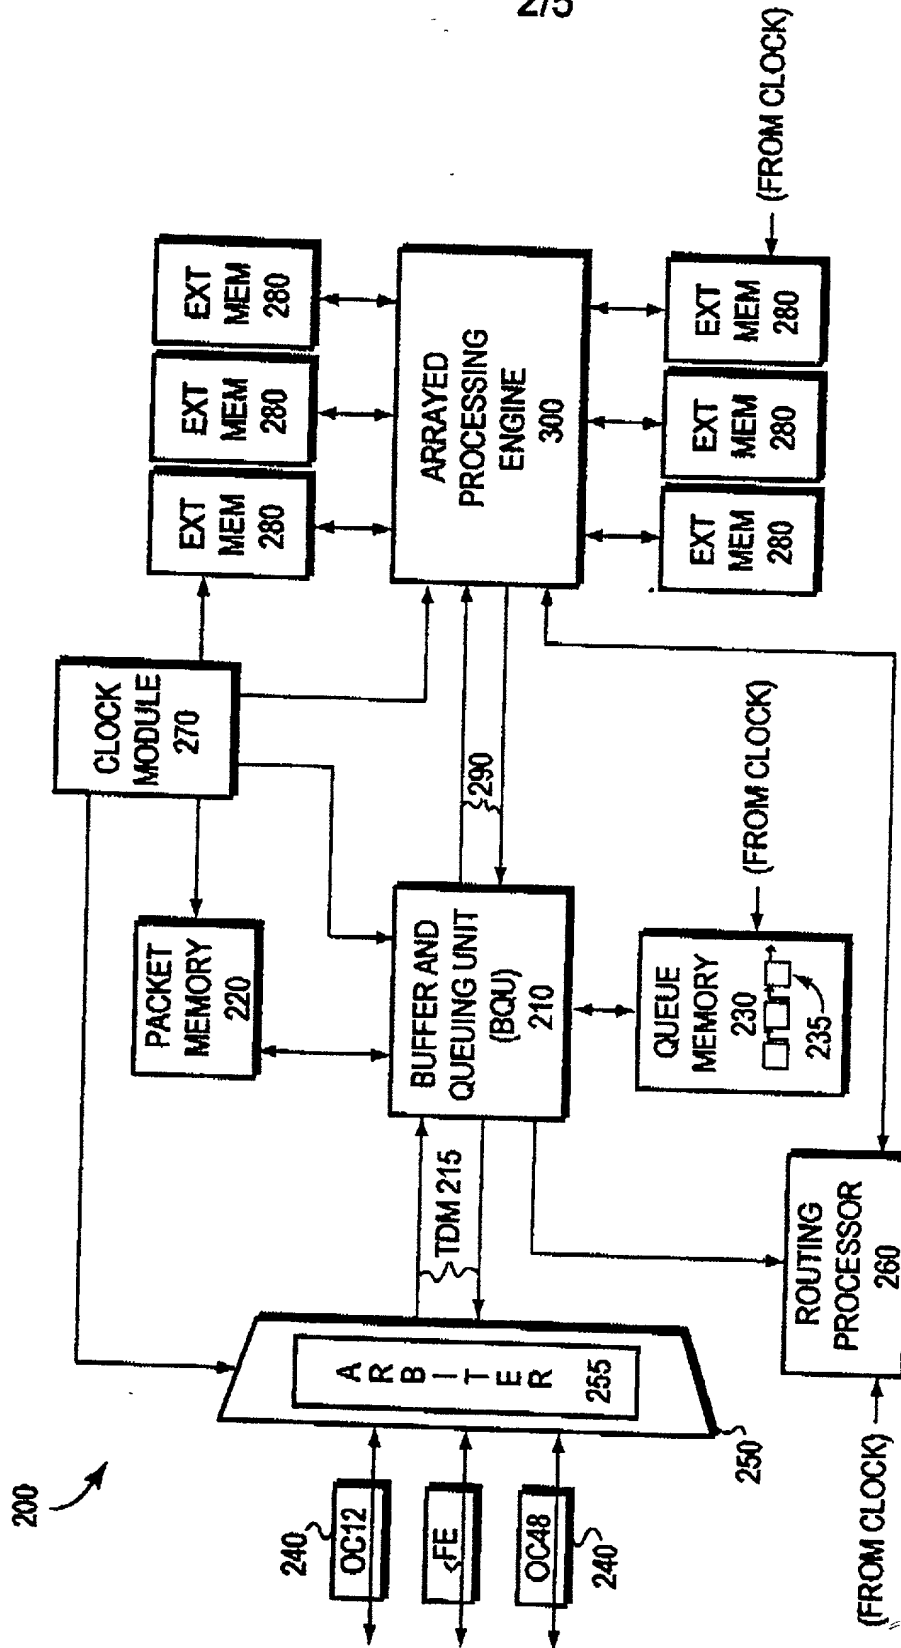 2/5
200
240
OC12
FE
OC48
240
ARBITER
255
250
TDM 215
PACKET
MEMORY
220
BUFFER AND
QUEUING UNIT
(BQU)
210
QUEUE
MEMORY
230
235
(FROM CLOCK)
ROUTING
PROCESSOR
260
(FROM CLOCK)
CLOCK
MODULE
270
290
EXT
MEM
280
EXT
MEM
280
EXT
MEM
280
ARRAYED
PROCESSING
ENGINE
300
EXT
MEM
280
EXT
MEM
280
EXT
MEM
280
(FROM CLOCK)